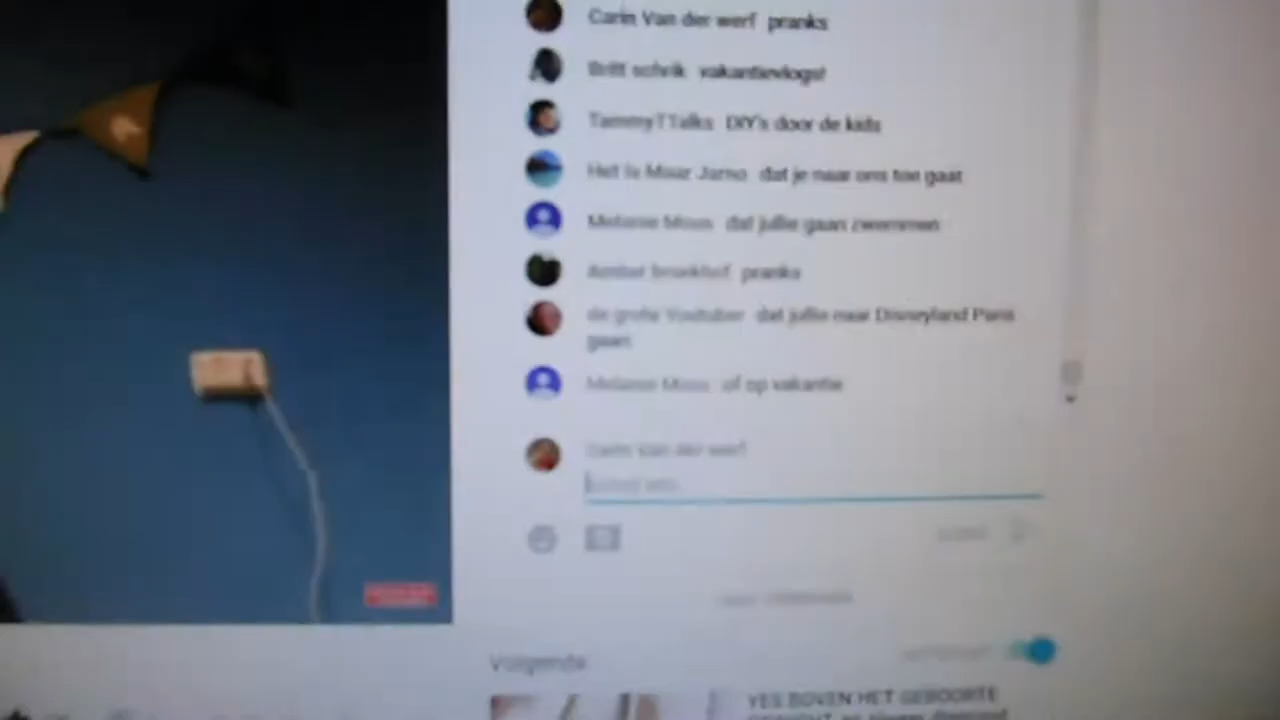 Carin Van der werf pranks
Britt schrik vakantievlogs!
TammyTTalks DIY's door de kids
Het is Maar Jarno dat je naar ons toe gaat
Melanie Moos dat jullie gaan zwemmen
Amber broekhof pranks
de grote Youtuber dat jullie naar Disneyland Paris
gaan
Melanie Moos of op vakantie
Carin Van der werf
Volgende
YES BOVEN HET GEBOORTE